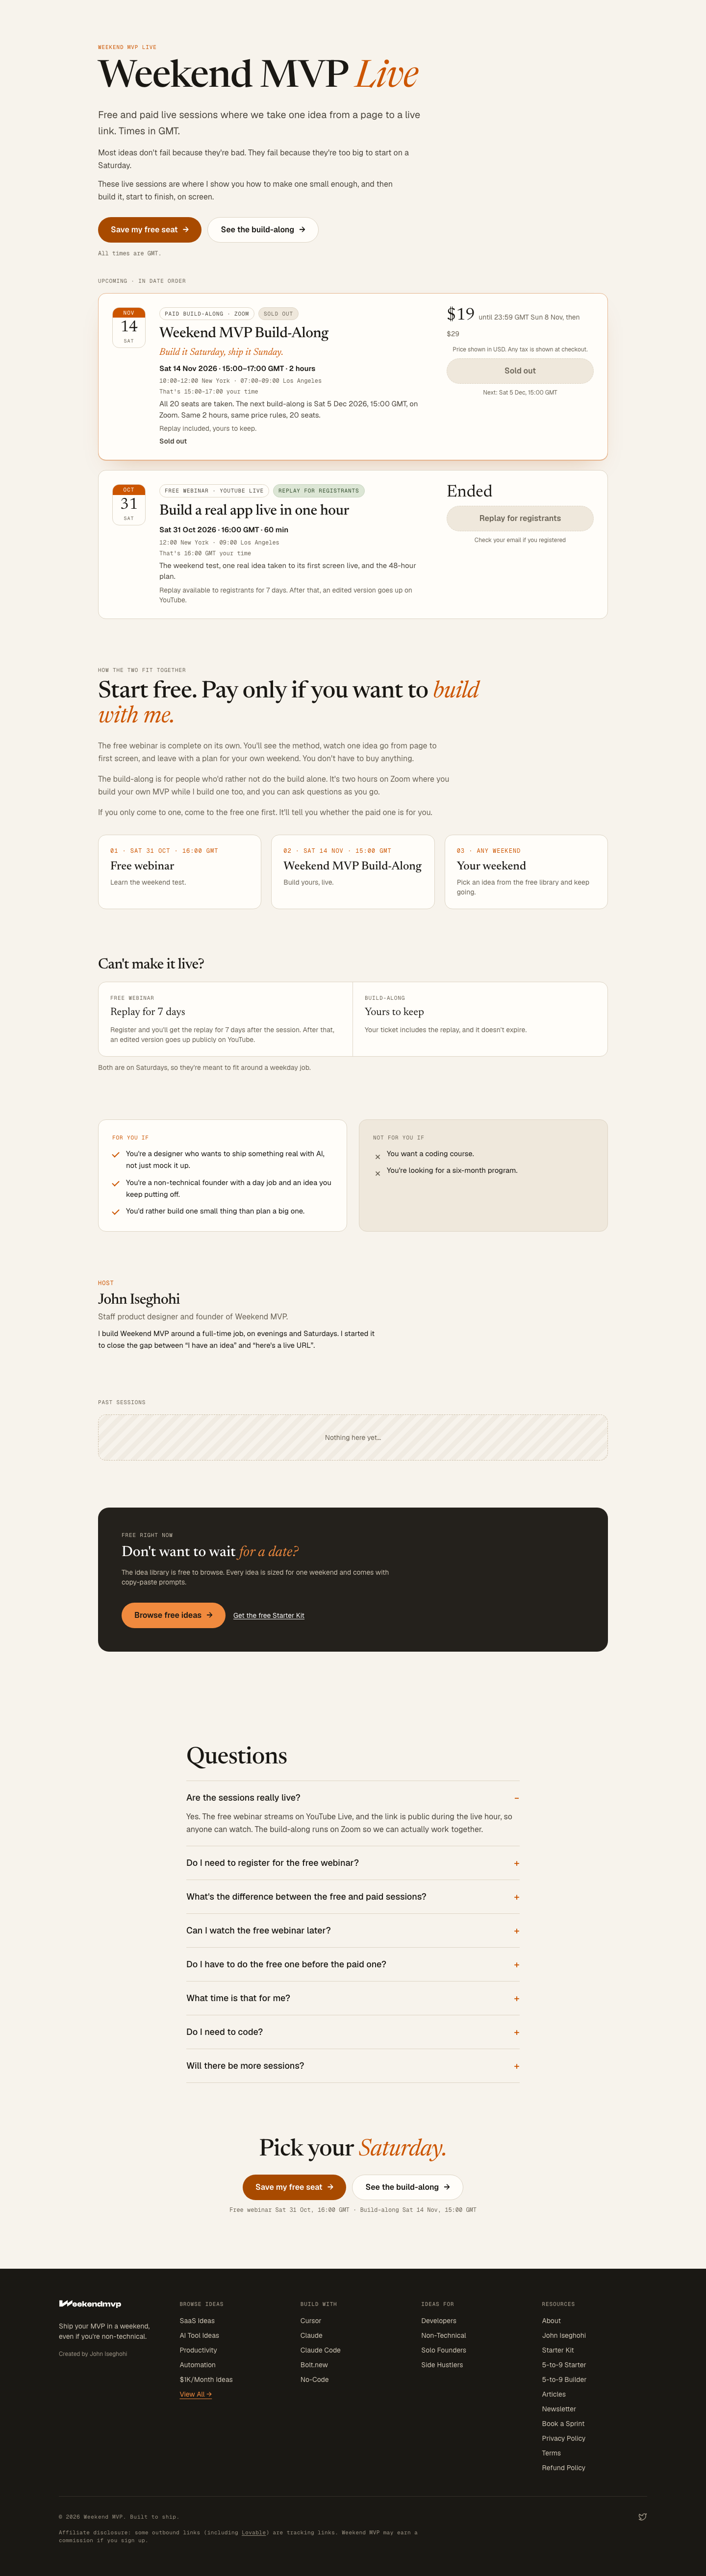 WEEKEND MVP LIVE
Weekend MVP Live
Free and paid live sessions where we take one idea from a page to a live
link. Times in GMT.
Most ideas don't fail because they're bad. They fail because they're too big to start on a
Saturday.
These live sessions are where I show you how to make one small enough, and then
build it, start to finish, on screen.
Save my free seat →
See the build-along →
All times are GMT.
UPCOMING · IN DATE ORDER
NOV
14
SAT
PAID BUILD-ALONG · ZOOM
SOLD OUT
Weekend MVP Build-Along
Build it Saturday, ship it Sunday.
Sat 14 Nov 2026 · 15:00–17:00 GMT · 2 hours
10:00–12:00 New York · 07:00–09:00 Los Angeles
That's 15:00–17:00 your time
All 20 seats are taken. The next build-along is Sat 5 Dec 2026, 15:00 GMT, on
Zoom. Same 2 hours, same price rules, 20 seats.
Replay included, yours to keep.
Sold out
$19 until 23:59 GMT Sun 8 Nov, then
$29
Price shown in USD. Any tax is shown at checkout.
Sold out
Next: Sat 5 Dec, 15:00 GMT
OCT
31
SAT
FREE WEBINAR · YOUTUBE LIVE
REPLAY FOR REGISTRANTS
Build a real app live in one hour
Sat 31 Oct 2026 · 16:00 GMT · 60 min
12:00 New York · 09:00 Los Angeles
That's 16:00 GMT your time
The weekend test, one real idea taken to its first screen live, and the 48-hour
plan.
Replay available to registrants for 7 days. After that, an edited version goes up on
YouTube.
Ended
Replay for registrants
Check your email if you registered
HOW THE TWO FIT TOGETHER
Start free. Pay only if you want to build
with me.
The free webinar is complete on its own. You'll see the method, watch one idea go from page to
first screen, and leave with a plan for your own weekend. You don't have to buy anything.
The build-along is for people who'd rather not do the build alone. It's two hours on Zoom where you
build your own MVP while I build one too, and you can ask questions as you go.
If you only come to one, come to the free one first. It'll tell you whether the paid one is for you.
01 · SAT 31 OCT · 16:00 GMT
Free webinar
Learn the weekend test.
02 · SAT 14 NOV · 15:00 GMT
Weekend MVP Build-Along
Build yours, live.
03 · ANY WEEKEND
Your weekend
Pick an idea from the free library and keep
going.
Can't make it live?
FREE WEBINAR
Replay for 7 days
Register and you'll get the replay for 7 days after the session. After that,
an edited version goes up publicly on YouTube.
BUILD-ALONG
Yours to keep
Your ticket includes the replay, and it doesn't expire.
Both are on Saturdays, so they're meant to fit around a weekday job.
FOR YOU IF
You're a designer who wants to ship something real with AI,
not just mock it up.
You're a non-technical founder with a day job and an idea you
keep putting off.
You'd rather build one small thing than plan a big one.
NOT FOR YOU IF
You want a coding course.
You're looking for a six-month program.
HOST
John Iseghohi
Staff product designer and founder of Weekend MVP.
I build Weekend MVP around a full-time job, on evenings and Saturdays. I started it
to close the gap between "I have an idea" and "here's a live URL".
PAST SESSIONS
Nothing here yet...
FREE RIGHT NOW
Don't want to wait for a date?
The idea library is free to browse. Every idea is sized for one weekend and comes with
copy-paste prompts.
Browse free ideas →
Get the free Starter Kit
Questions
Are the sessions really live? −
Yes. The free webinar streams on YouTube Live, and the link is public during the live hour, so
anyone can watch. The build-along runs on Zoom so we can actually work together.
Do I need to register for the free webinar? +
What's the difference between the free and paid sessions? +
Can I watch the free webinar later? +
Do I have to do the free one before the paid one? +
What time is that for me? +
Do I need to code? +
Will there be more sessions? +
Pick your Saturday.
Save my free seat →
See the build-along →
Free webinar Sat 31 Oct, 16:00 GMT · Build-along Sat 14 Nov, 15:00 GMT
Weekendmvp
Ship your MVP in a weekend,
even if you're non-technical.
Created by John Iseghohi
BROWSE IDEAS
SaaS Ideas
AI Tool Ideas
Productivity
Automation
$1K/Month Ideas
View All →
BUILD WITH
Cursor
Claude
Claude Code
Bolt.new
No-Code
IDEAS FOR
Developers
Non-Technical
Solo Founders
Side Hustlers
RESOURCES
About
John Iseghohi
Starter Kit
5-to-9 Starter
5-to-9 Builder
Articles
Newsletter
Book a Sprint
Privacy Policy
Terms
Refund Policy
© 2026 Weekend MVP. Built to ship.
Affiliate disclosure: some outbound links (including Lovable) are tracking links. Weekend MVP may earn a
commission if you sign up.